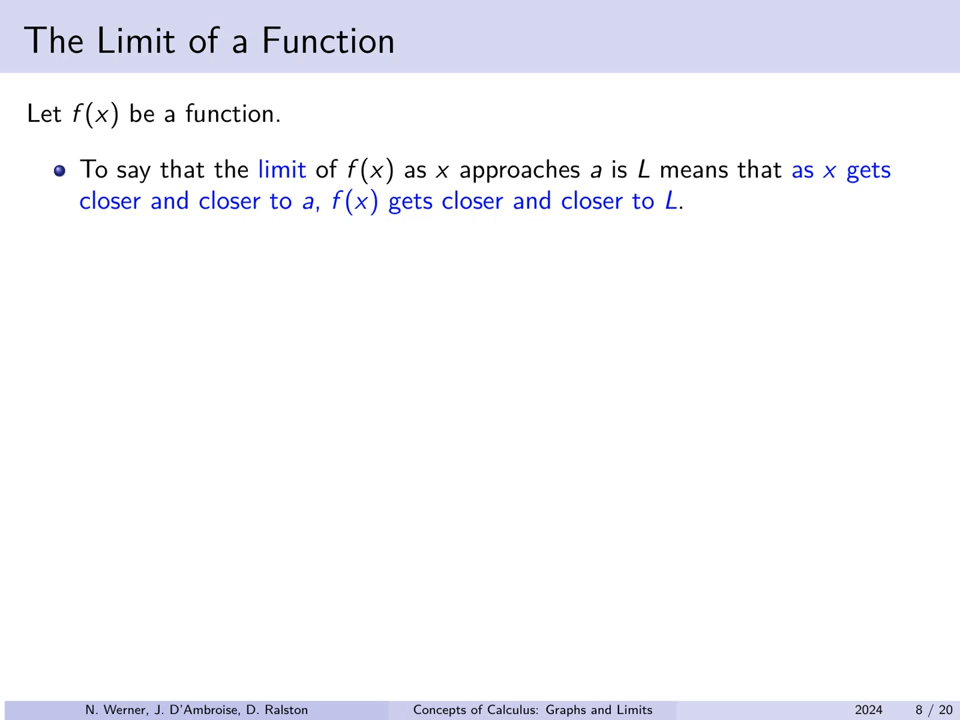 The Limit of a Function
Let f(x) be a function.
To say that the limit of f(x) as x approaches a is L means that as x gets
closer and closer to a, f(x) gets closer and closer to L.
N. Werner, J. D'Ambroise, D. Ralston Concepts of Calculus: Graphs and Limits 2024 8 / 20